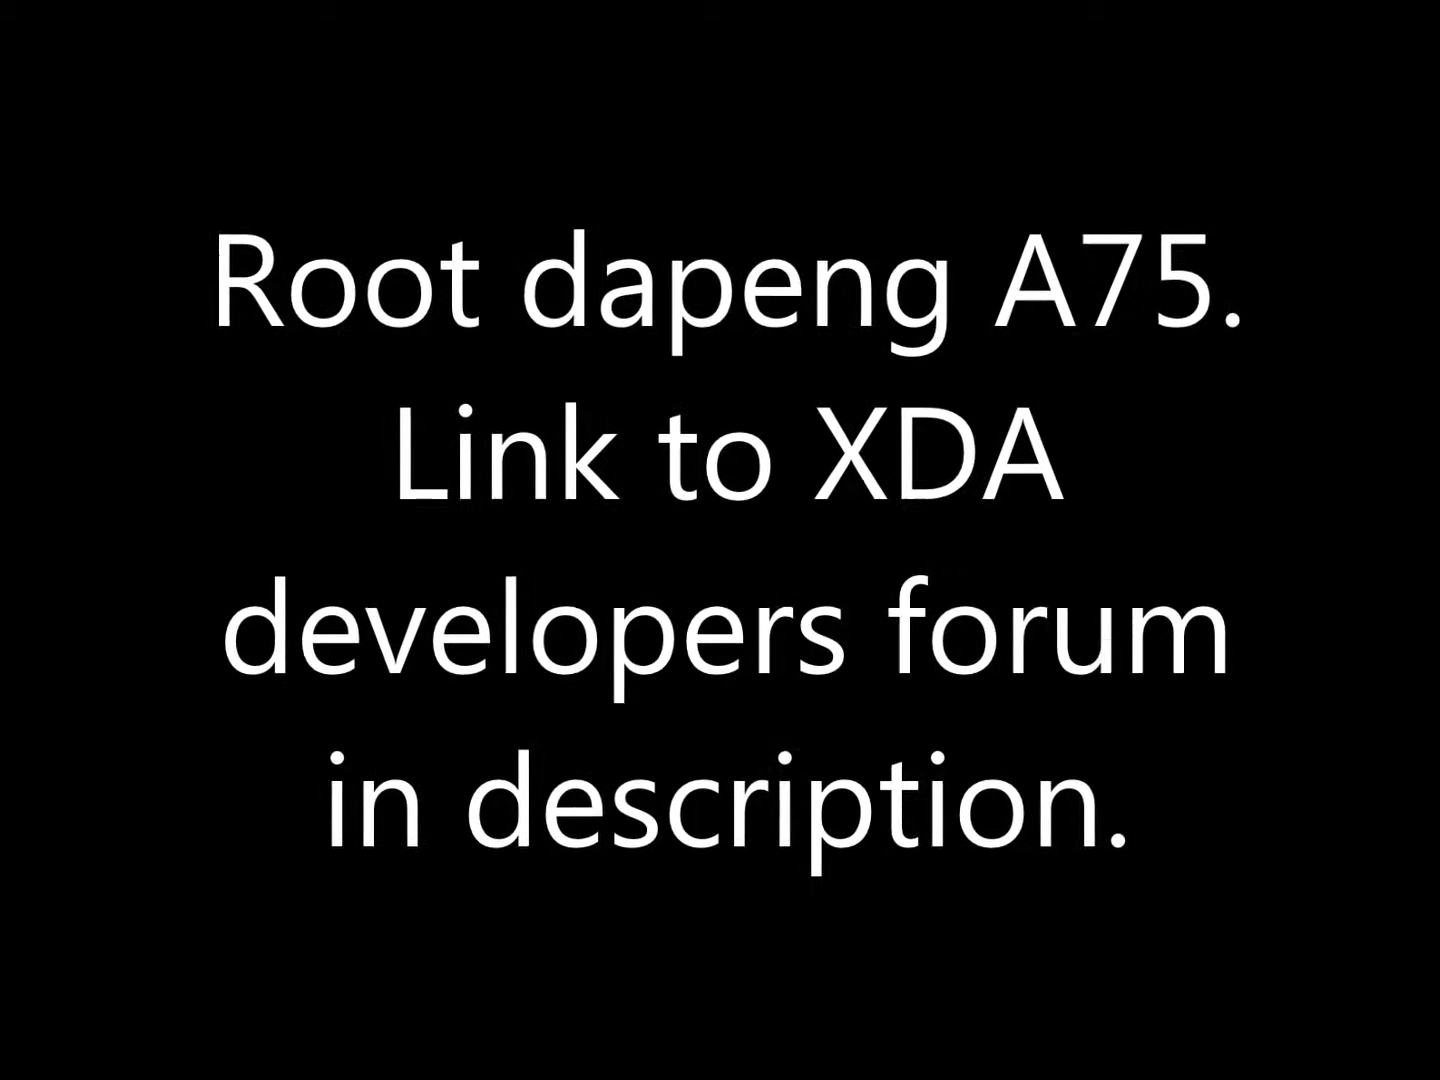 Root dapeng A75.
Link to XDA
developers forum
in description.